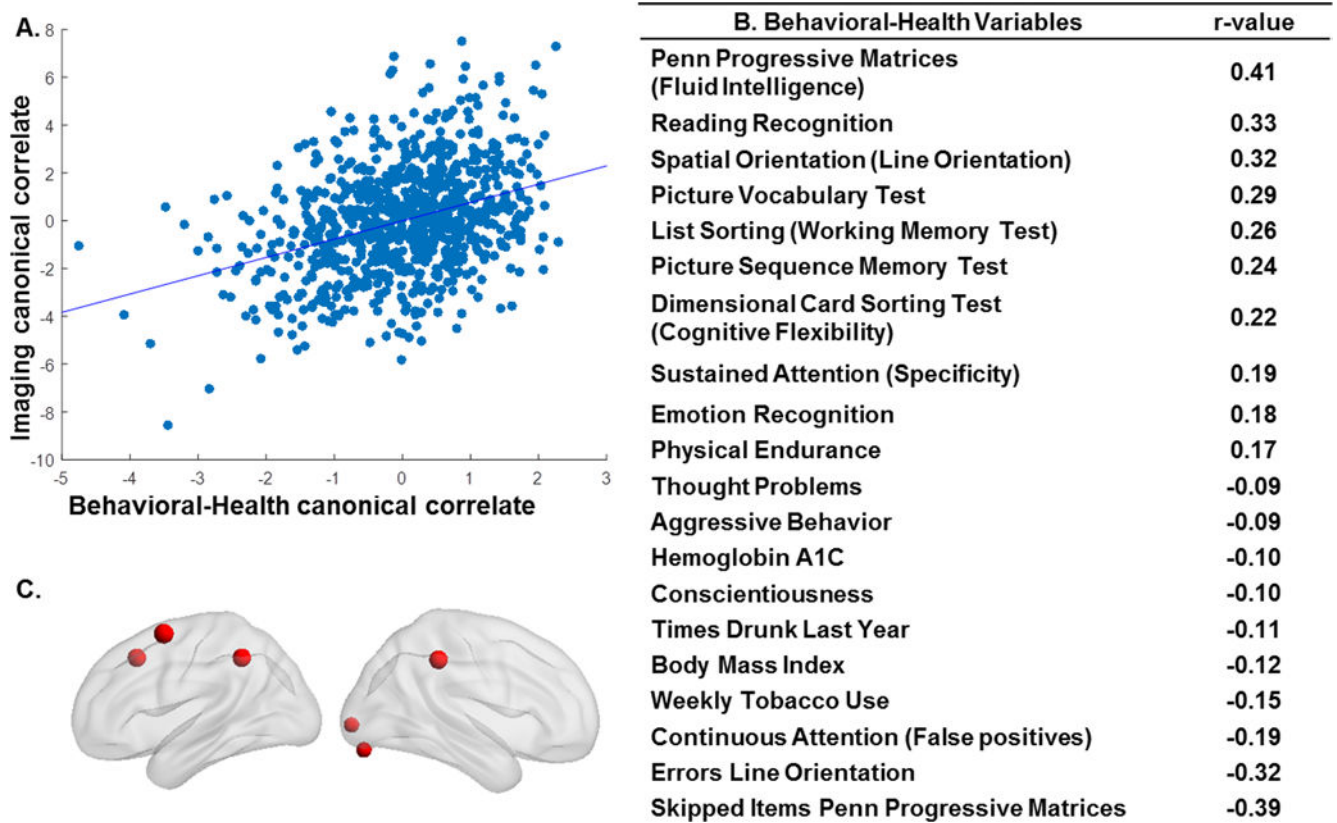 A.
8
6
4
2
0
-2
-4
-6
-8
-10
-5
-4
-3
-2
-1
0
1
2
3
Imaging canonical correlate
Behavioral-Health canonical correlate
B. Behavioral-Health Variables r-value
Penn Progressive Matrices
(Fluid Intelligence) 0.41
Reading Recognition 0.33
Spatial Orientation (Line Orientation) 0.32
Picture Vocabulary Test 0.29
List Sorting (Working Memory Test) 0.26
Picture Sequence Memory Test 0.24
Dimensional Card Sorting Test
(Cognitive Flexibility) 0.22
Sustained Attention (Specificity) 0.19
Emotion Recognition 0.18
Physical Endurance 0.17
Thought Problems -0.09
Aggressive Behavior -0.09
Hemoglobin A1C -0.10
Conscientiousness -0.10
Times Drunk Last Year -0.11
Body Mass Index -0.12
Weekly Tobacco Use -0.15
Continuous Attention (False positives) -0.19
Errors Line Orientation -0.32
Skipped Items Penn Progressive Matrices -0.39
C.